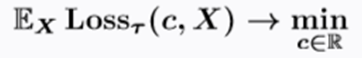 𝔼_X Loss_τ(c, X) → min_{c∈ℝ}